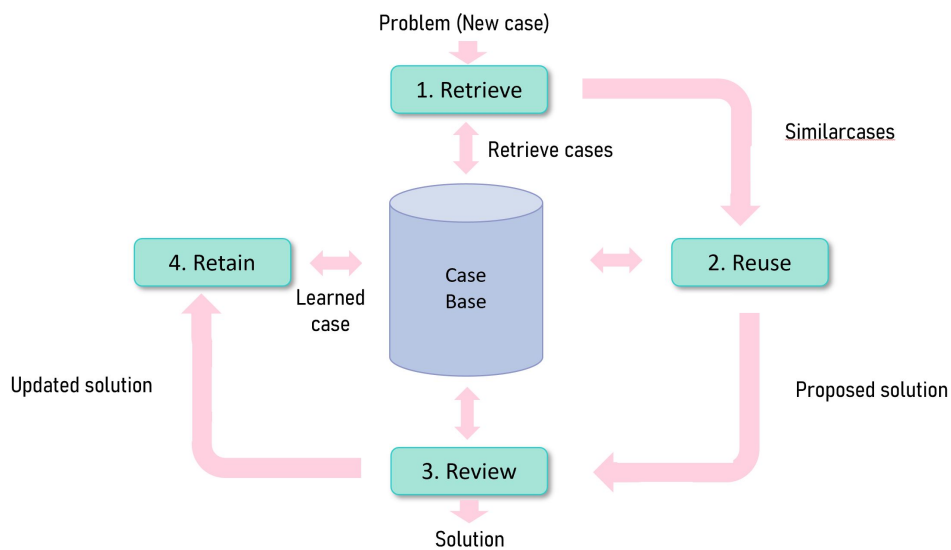 Problem (New case)
1. Retrieve
Similarcases
Retrieve cases
4. Retain
Case
Base
2. Reuse
Learned
case
Updated solution
Proposed solution
3. Review
Solution